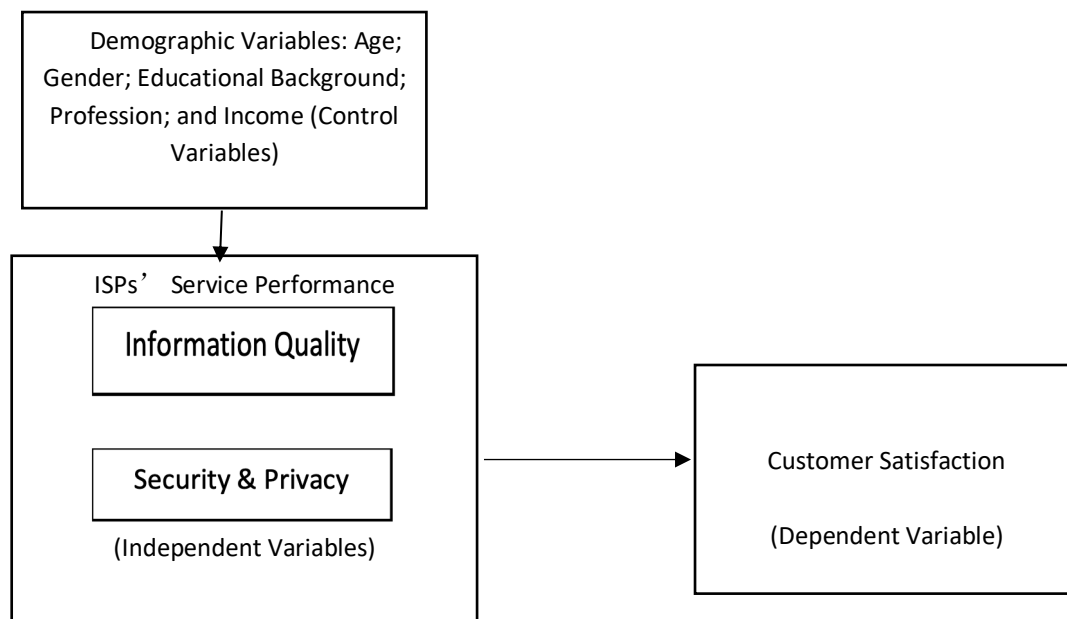 Demographic Variables: Age;
Gender; Educational Background;
Profession; and Income (Control
Variables)
ISPs’ Service Performance
Information Quality
Security & Privacy
(Independent Variables)
Customer Satisfaction
(Dependent Variable)